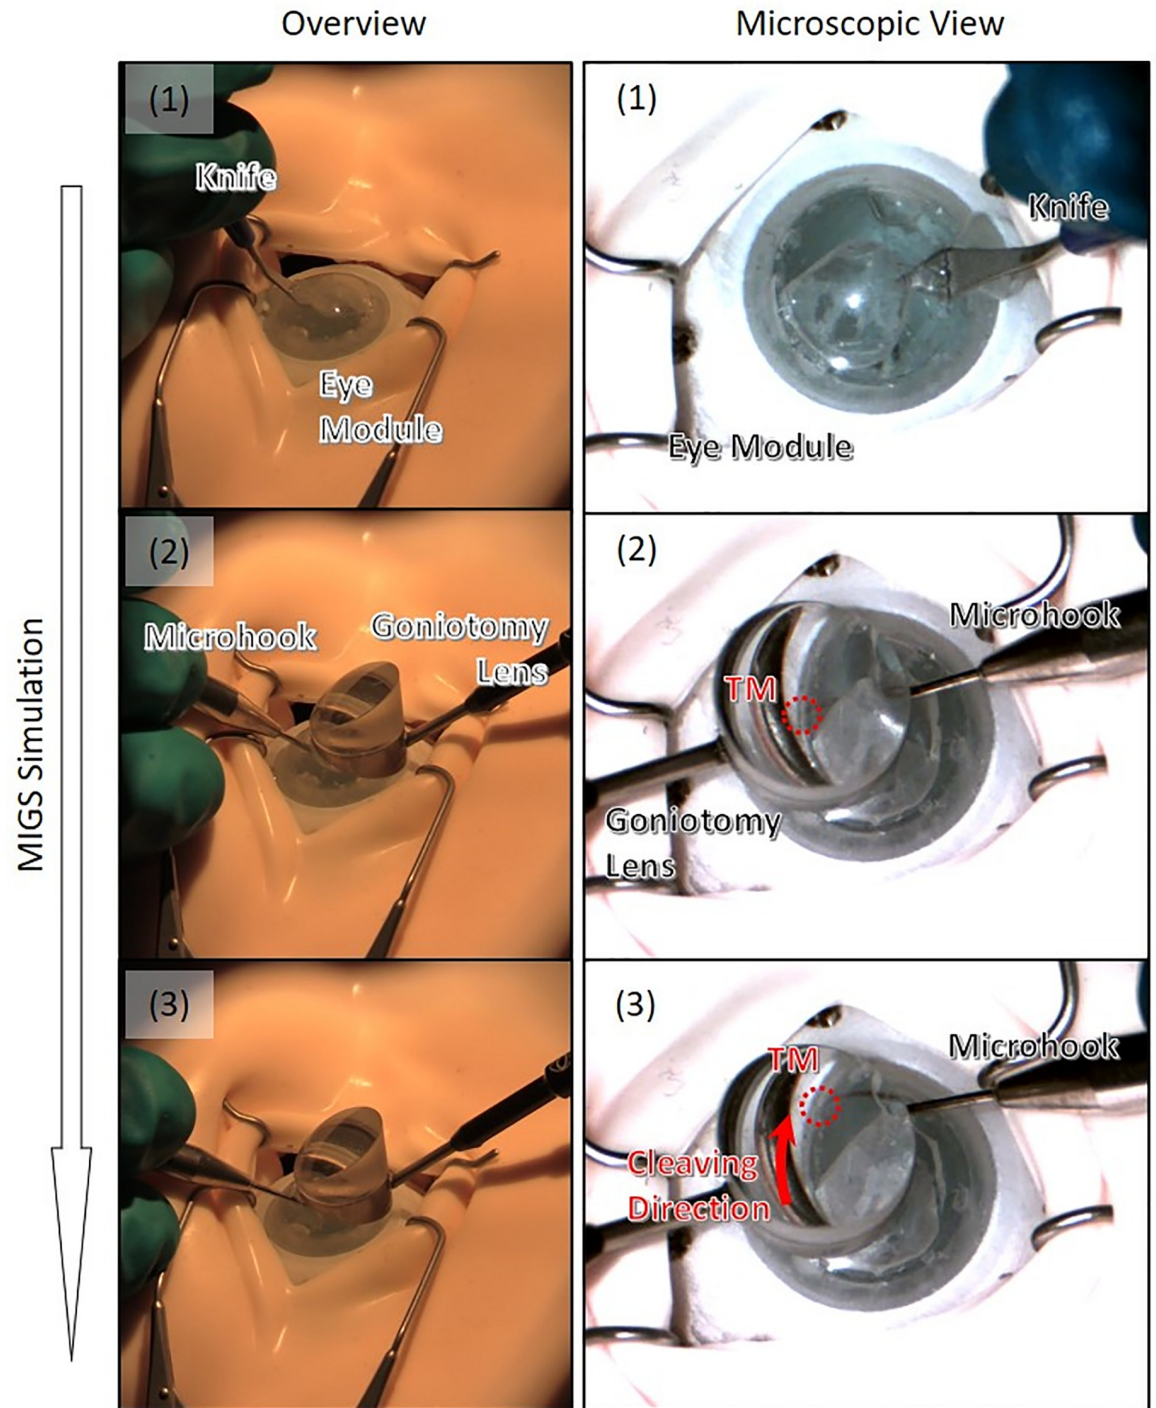 Overview
Microscopic View
MIGS Simulation
(1)
Knife
Eye
Module
(1)
Knife
Eye Module
(2)
Microhook
Goniotomy
Lens
(2)
Microhook
TM
Goniotomy
Lens
(3)
(3)
Microhook
TM
Cleaving
Direction